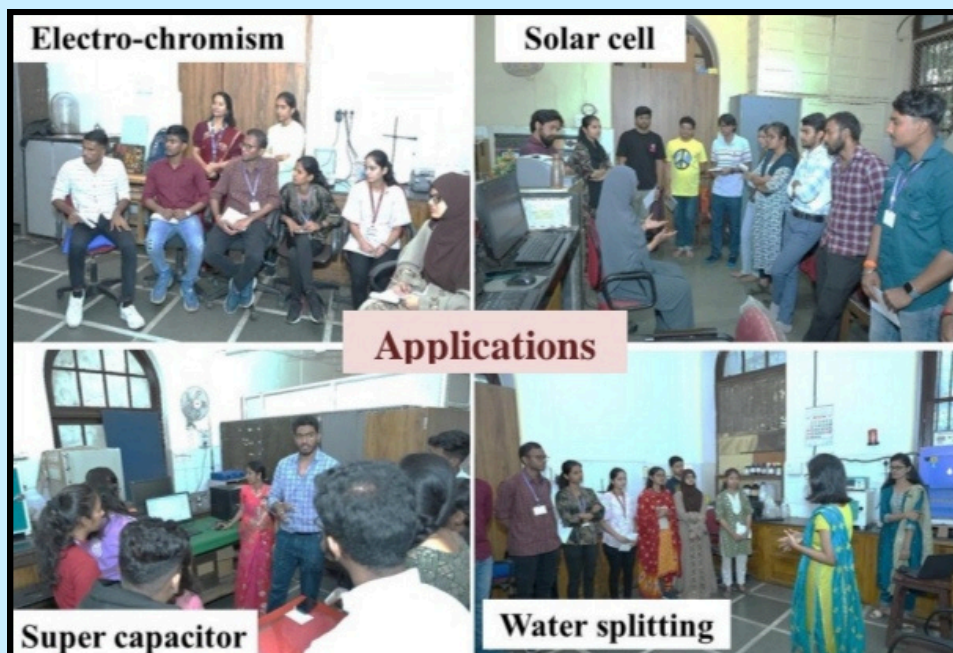 Electro-chromism
Solar cell
Applications
Super capacitor
Water splitting